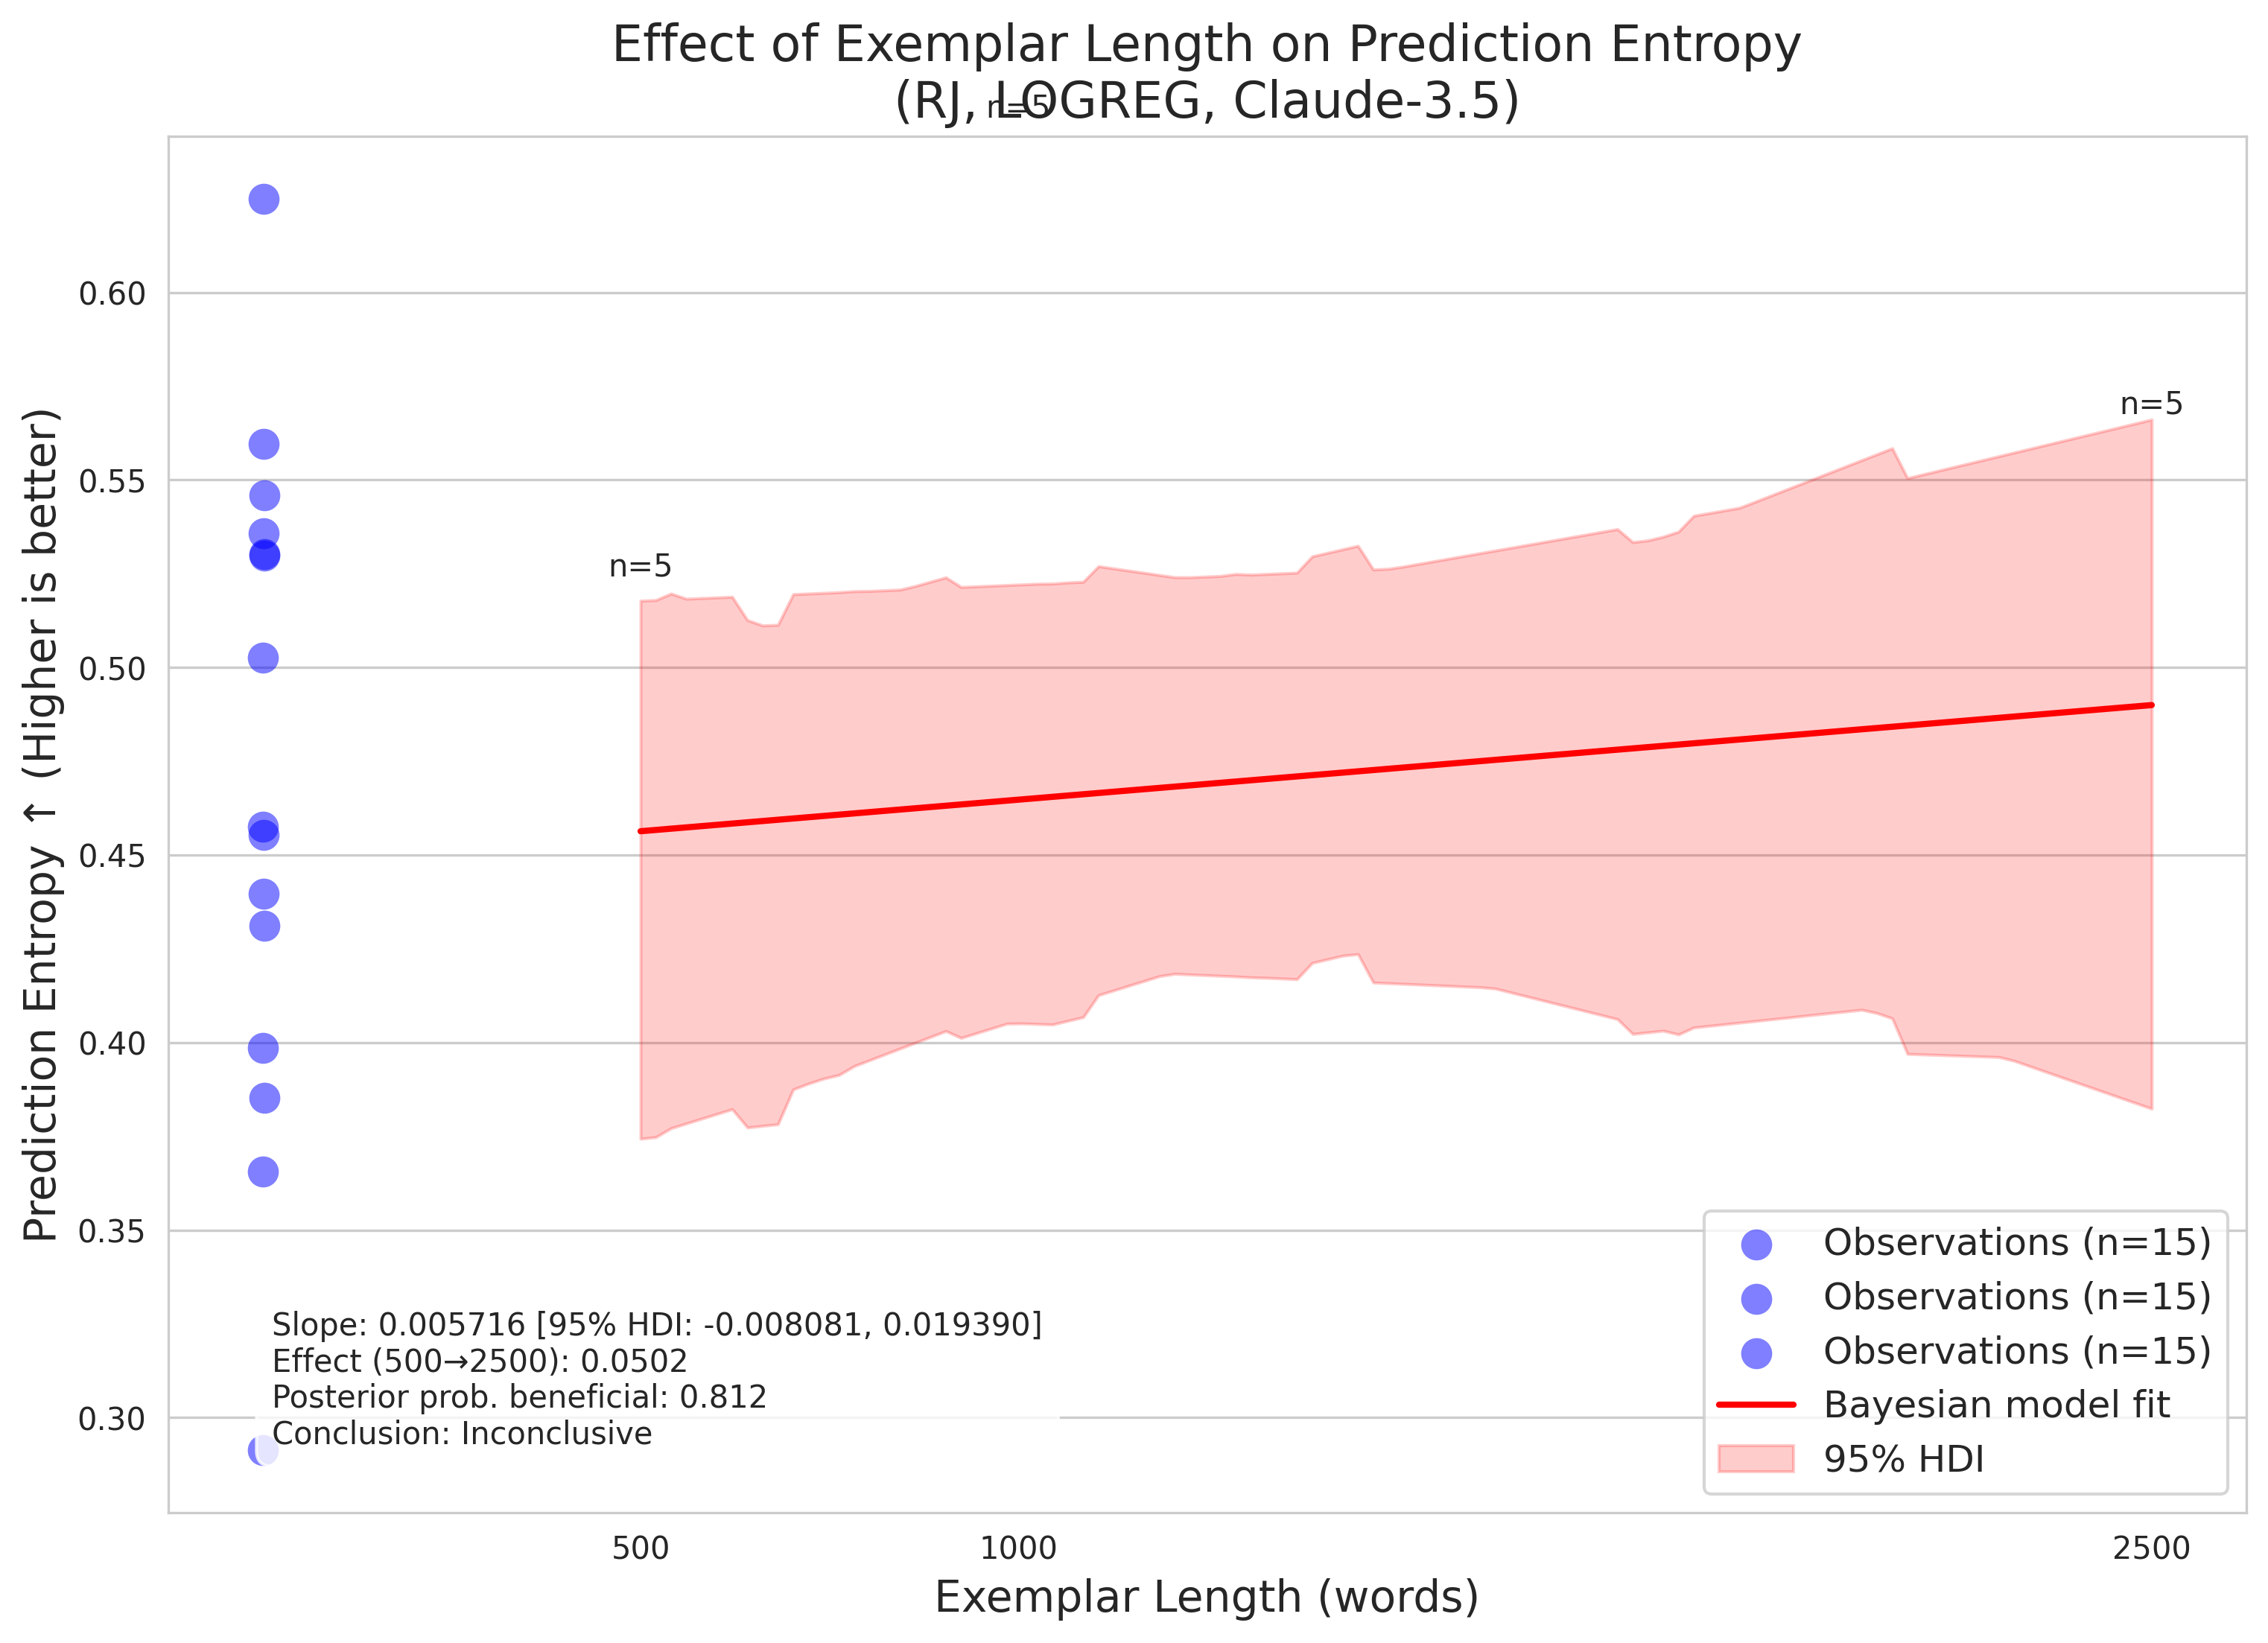 Effect of Exemplar Length on Prediction Entropy
(RJ, LOGREG, Claude-3.5)
n=5
Prediction Entropy ↑ (Higher is better)
0.60
0.55
0.50
0.45
0.40
0.35
0.30
n=5
n=5
Slope: 0.005716 [95% HDI: -0.008081, 0.019390]
Effect (500→2500): 0.0502
Posterior prob. beneficial: 0.812
Conclusion: Inconclusive
Observations (n=15)
Observations (n=15)
Observations (n=15)
Bayesian model fit
95% HDI
500
1000
2500
Exemplar Length (words)